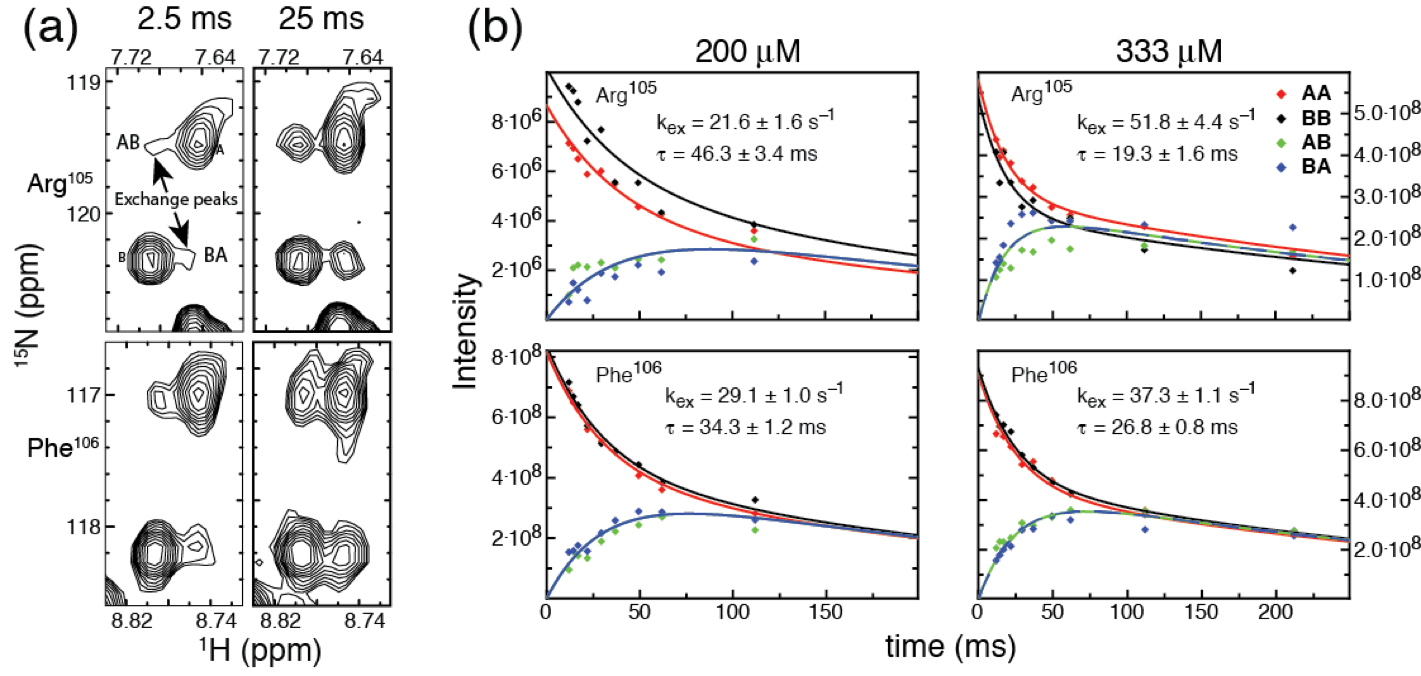 (a)
2.5 ms 25 ms
7.72 7.64 7.72 7.64
119
AB A
Arg¹⁰⁵
Exchange peaks
120
B BA
¹⁵N (ppm)
117
Phe¹⁰⁶
118
8.82 8.74 8.82 8.74
¹H (ppm)
(b)
200 μM 333 μM
Arg¹⁰⁵
kₑₓ = 21.6 ± 1.6 s⁻¹
τ = 46.3 ± 3.4 ms
8·10⁶
6·10⁶
4·10⁶
2·10⁶
0
Arg¹⁰⁵
kₑₓ = 51.8 ± 4.4 s⁻¹
τ = 19.3 ± 1.6 ms
AA
BB
AB
BA
5.0·10⁸
4.0·10⁸
3.0·10⁸
2.0·10⁸
1.0·10⁸
Intensity
Phe¹⁰⁶
kₑₓ = 29.1 ± 1.0 s⁻¹
τ = 34.3 ± 1.2 ms
8·10⁸
6·10⁸
4·10⁸
2·10⁸
0 50 100 150
Phe¹⁰⁶
kₑₓ = 37.3 ± 1.1 s⁻¹
τ = 26.8 ± 0.8 ms
8.0·10⁸
6.0·10⁸
4.0·10⁸
2.0·10⁸
0 50 100 150 200
time (ms)